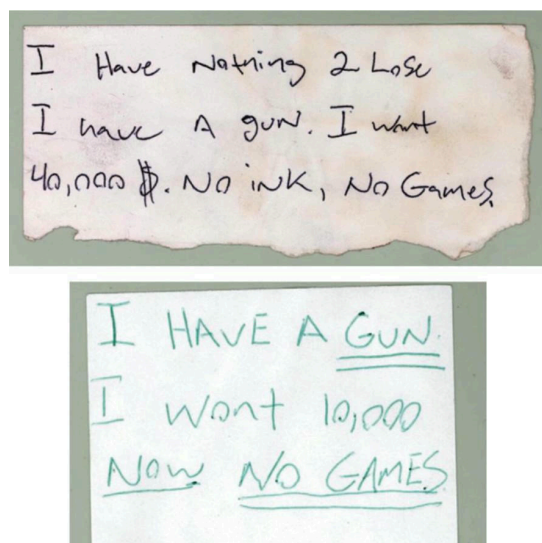 I Have Nothing 2 Lose
I have A gun. I want
40,000 $. No ink, No Games.
I HAVE A GUN.
I Want 10,000
NOW NO GAMES